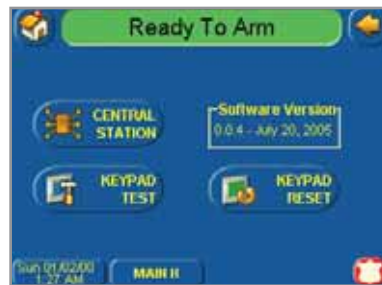 Ready To Arm
CENTRAL
STATION
Software Version
0.0.4 - July 20, 2005
KEYPAD
TEST
KEYPAD
RESET
Sun 01/02/00
1:27 AM
MAIN II